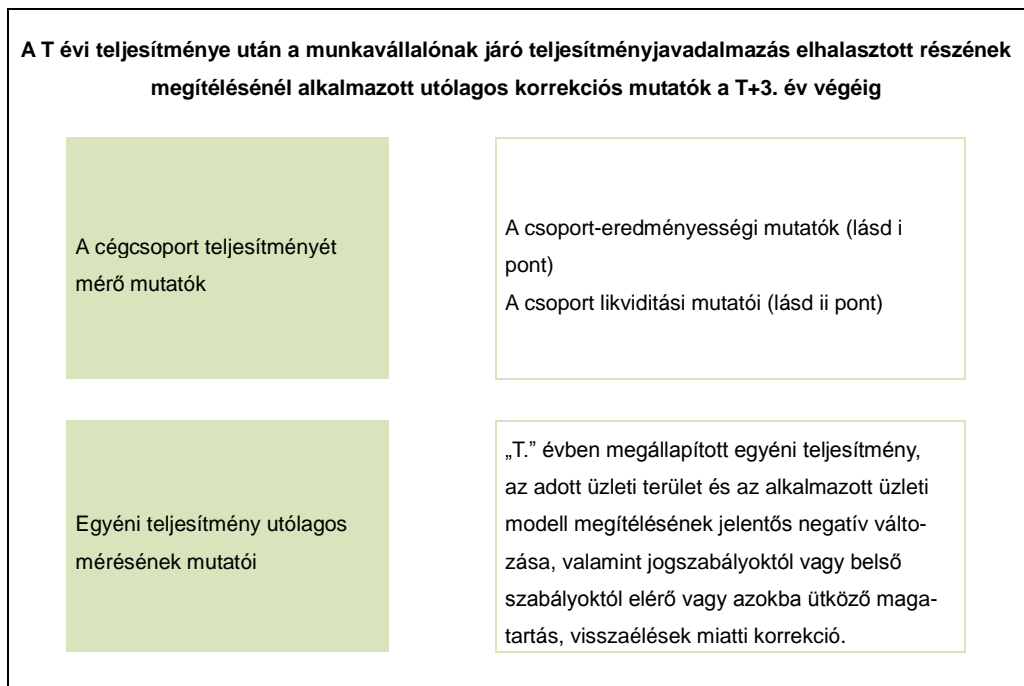 A T évi teljesítménye után a munkavállalónak járó teljesítményjavadalmazás elhalasztott részének
megítélésénél alkalmazott utólagos korrekciós mutatók a T+3. év végéig
A cégcsoport teljesítményét
mérő mutatók
A csoport-eredményességi mutatók (lásd i
pont)
A csoport likviditási mutatói (lásd ii pont)
Egyéni teljesítmény utólagos
mérésének mutatói
„T.” évben megállapított egyéni teljesítmény,
az adott üzleti terület és az alkalmazott üzleti
modell megítélésének jelentős negatív válto-
zása, valamint jogszabályoktól vagy belső
szabályoktól elérő vagy azokba ütköző maga-
tartás, visszaélések miatti korrekció.